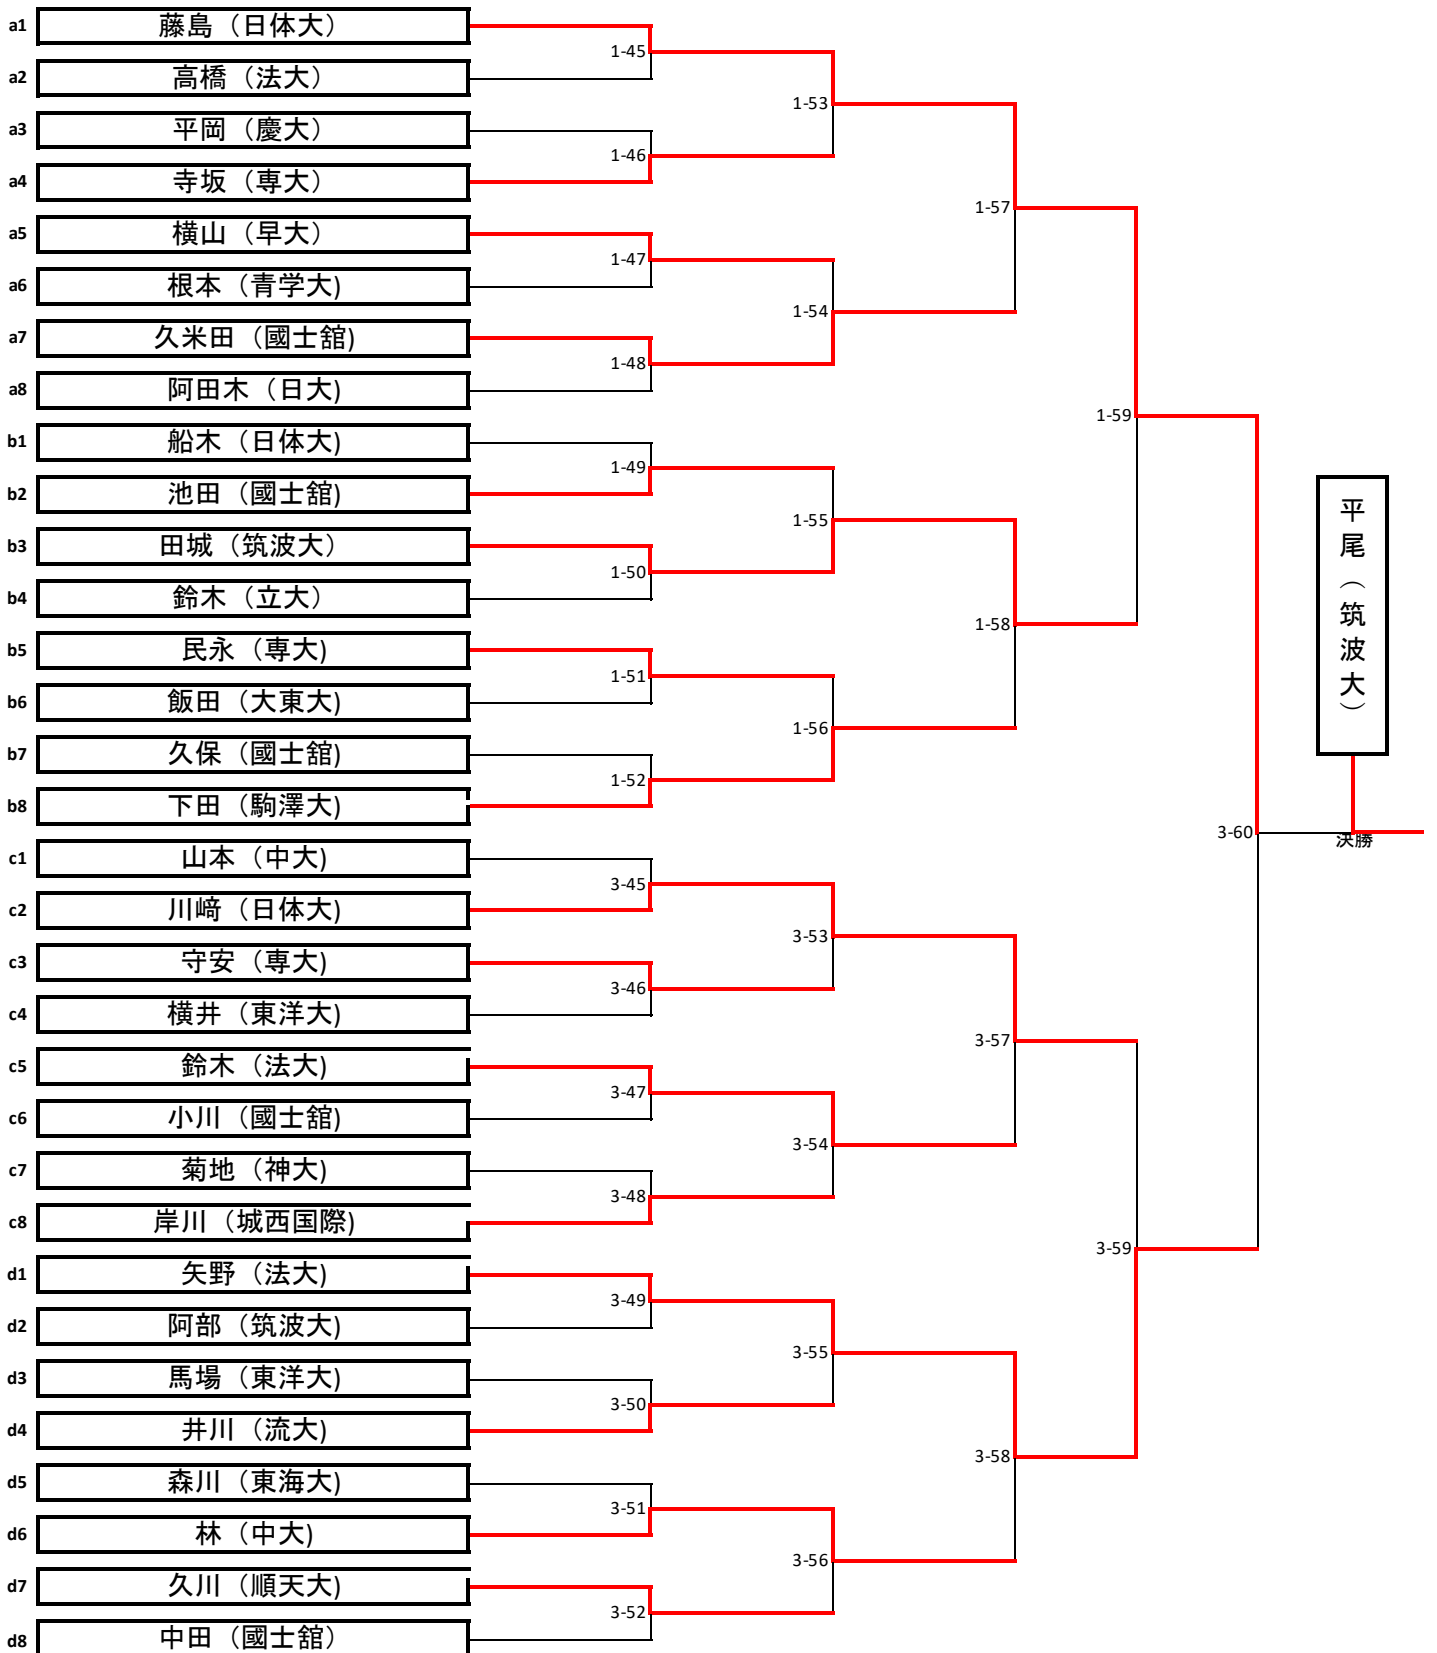 a1 藤島（日体大）
1-45
a2 高橋（法大）
1-53
a3 平岡（慶大）
1-46
a4 寺坂（専大）
1-57
a5 横山（早大）
1-47
a6 根本（青学大)
1-54
a7 久米田（國士舘)
1-48
a8 阿田木（日大)
1-59
b1 船木（日体大)
1-49
b2 池田（國士舘)
1-55
b3 田城（筑波大）
1-50
b4 鈴木（立大）
1-58
b5 民永（専大)
1-51
b6 飯田（大東大)
1-56
b7 久保（國士舘)
1-52
b8 下田（駒澤大)
平尾（筑波大）
3-60
決勝
c1 山本（中大)
3-45
c2 川﨑（日体大)
3-53
c3 守安（専大)
3-46
c4 横井（東洋大)
3-57
c5 鈴木（法大)
3-47
c6 小川（國士舘)
3-54
c7 菊地（神大)
3-48
c8 岸川（城西国際)
3-59
d1 矢野（法大)
3-49
d2 阿部（筑波大)
3-55
d3 馬場（東洋大)
3-50
d4 井川（流大)
3-58
d5 森川（東海大)
3-51
d6 林（中大)
3-56
d7 久川（順天大)
3-52
d8 中田（國士舘）